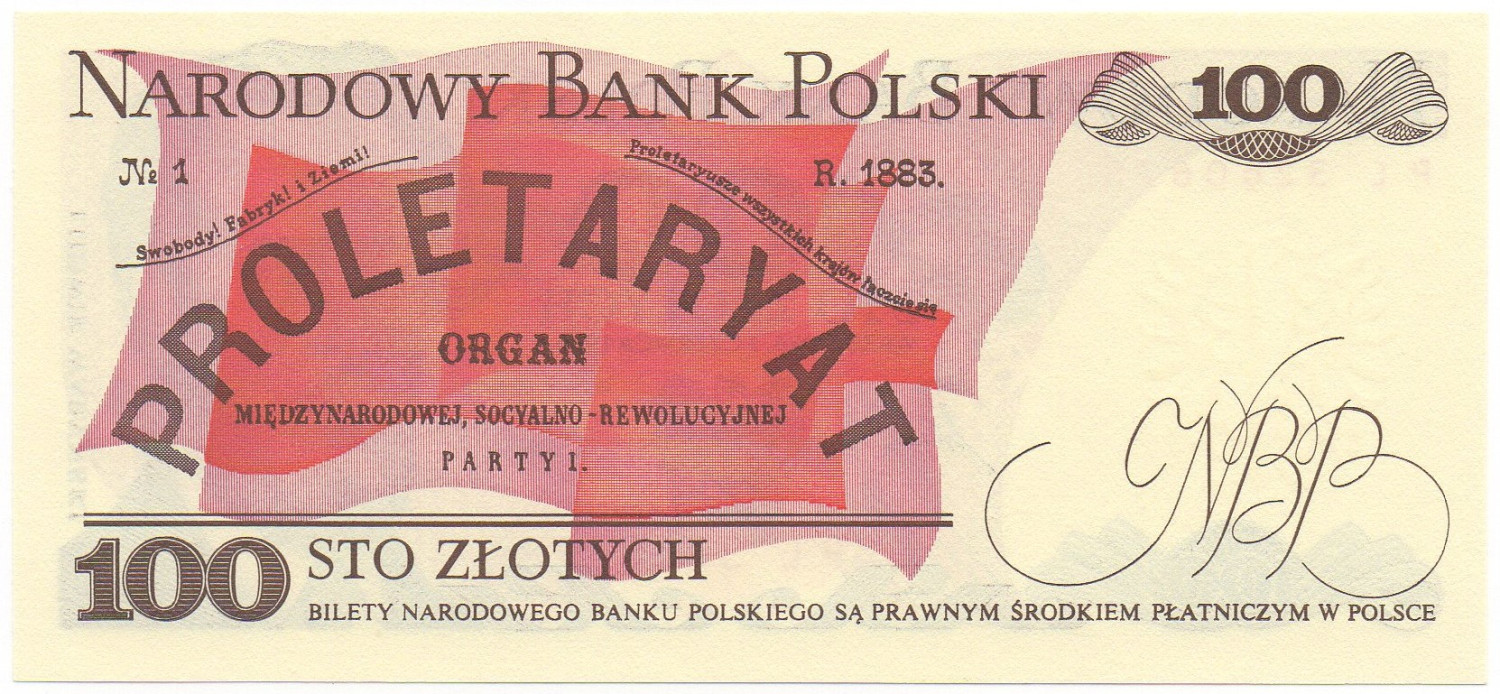 NARODOWY BANK POLSKI
100
№ 1
R. 1883.
Swobody! Fabryk! i Ziemi!
Proletaryusze wszystkich krajów łączcie się
PROLETARYAT
ORGAN
MIĘDZYNARODOWEJ, SOCYALNO-REWOLUCYJNEJ
PARTYI.
NBP
100 STO ZŁOTYCH
BILETY NARODOWEGO BANKU POLSKIEGO SĄ PRAWNYM ŚRODKIEM PŁATNICZYM W POLSCE